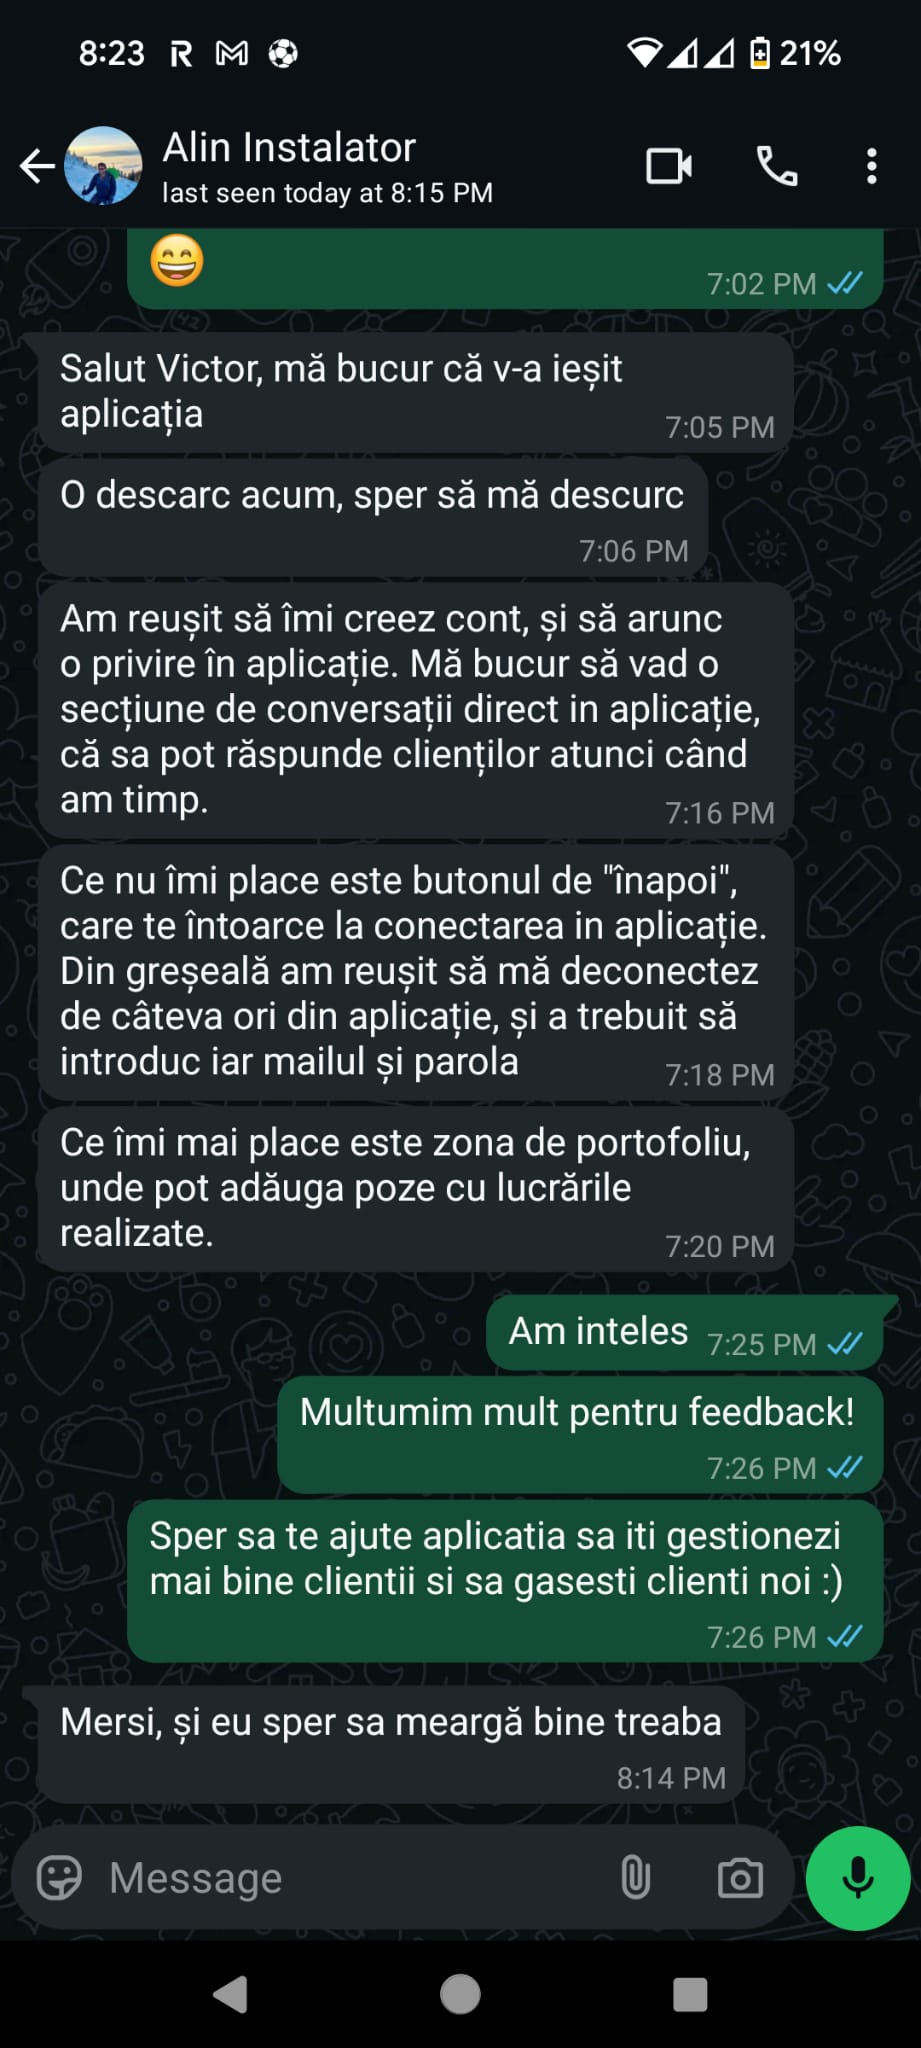 8:23
21%
Alin Instalator
last seen today at 8:15 PM
7:02 PM
Salut Victor, mă bucur că v-a ieșit
aplicația
7:05 PM
O descarc acum, sper să mă descurc
7:06 PM
Am reușit să îmi creez cont, și să arunc
o privire în aplicație. Mă bucur să vad o
secțiune de conversații direct in aplicație,
că sa pot răspunde clienților atunci când
am timp.
7:16 PM
Ce nu îmi place este butonul de "înapoi",
care te întoarce la conectarea in aplicație.
Din greșeală am reușit să mă deconectez
de câteva ori din aplicație, și a trebuit să
introduc iar mailul și parola
7:18 PM
Ce îmi mai place este zona de portofoliu,
unde pot adăuga poze cu lucrările
realizate.
7:20 PM
Am inteles
7:25 PM
Multumim mult pentru feedback!
7:26 PM
Sper sa te ajute aplicatia sa iti gestionezi
mai bine clientii si sa gasesti clienti noi :)
7:26 PM
Mersi, și eu sper sa meargă bine treaba
8:14 PM
Message